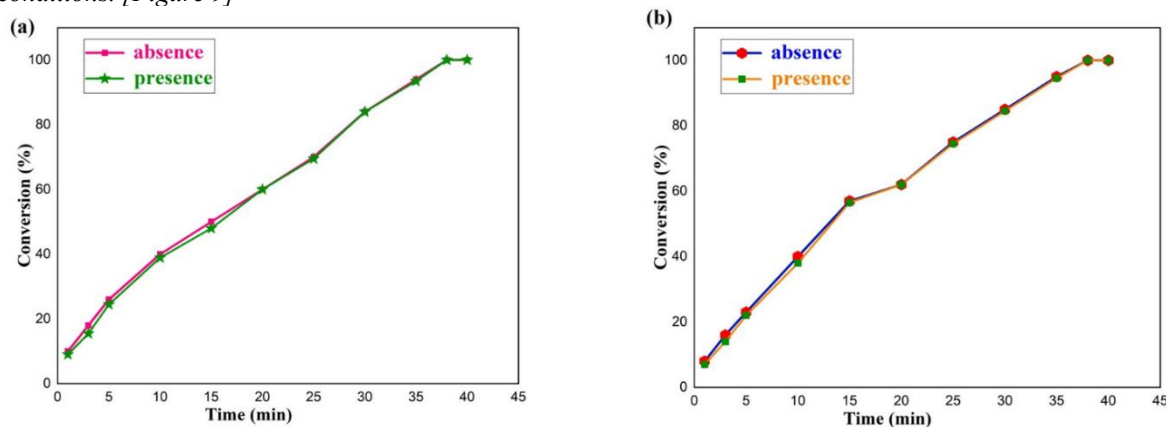 conditions. [Figure 9]
(a)
absence
presence
100
80
60
40
20
0
Conversion (%)
0 5 10 15 20 25 30 35 40 45
Time (min)
(b)
absence
presence
100
80
60
40
20
0
Conversion (%)
0 5 10 15 20 25 30 35 40 45
Time (min)